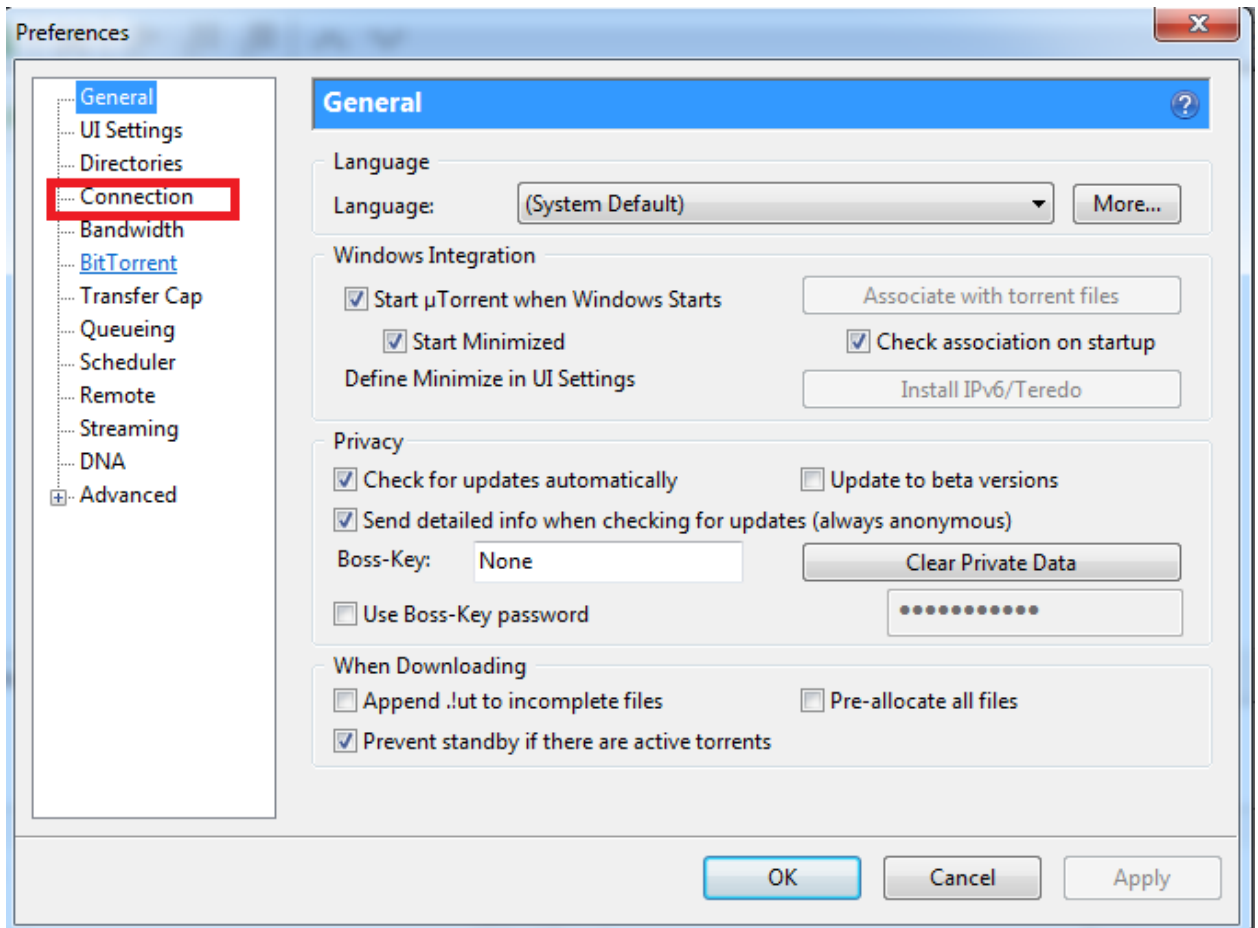 Preferences
General
UI Settings
Directories
Connection
Bandwidth
BitTorrent
Transfer Cap
Queueing
Scheduler
Remote
Streaming
DNA
Advanced
General
Language
Language: (System Default) More...
Windows Integration
Start µTorrent when Windows Starts Associate with torrent files
Start Minimized Check association on startup
Define Minimize in UI Settings Install IPv6/Teredo
Privacy
Check for updates automatically Update to beta versions
Send detailed info when checking for updates (always anonymous)
Boss-Key: None Clear Private Data
Use Boss-Key password
When Downloading
Append .!ut to incomplete files Pre-allocate all files
Prevent standby if there are active torrents
OK Cancel Apply